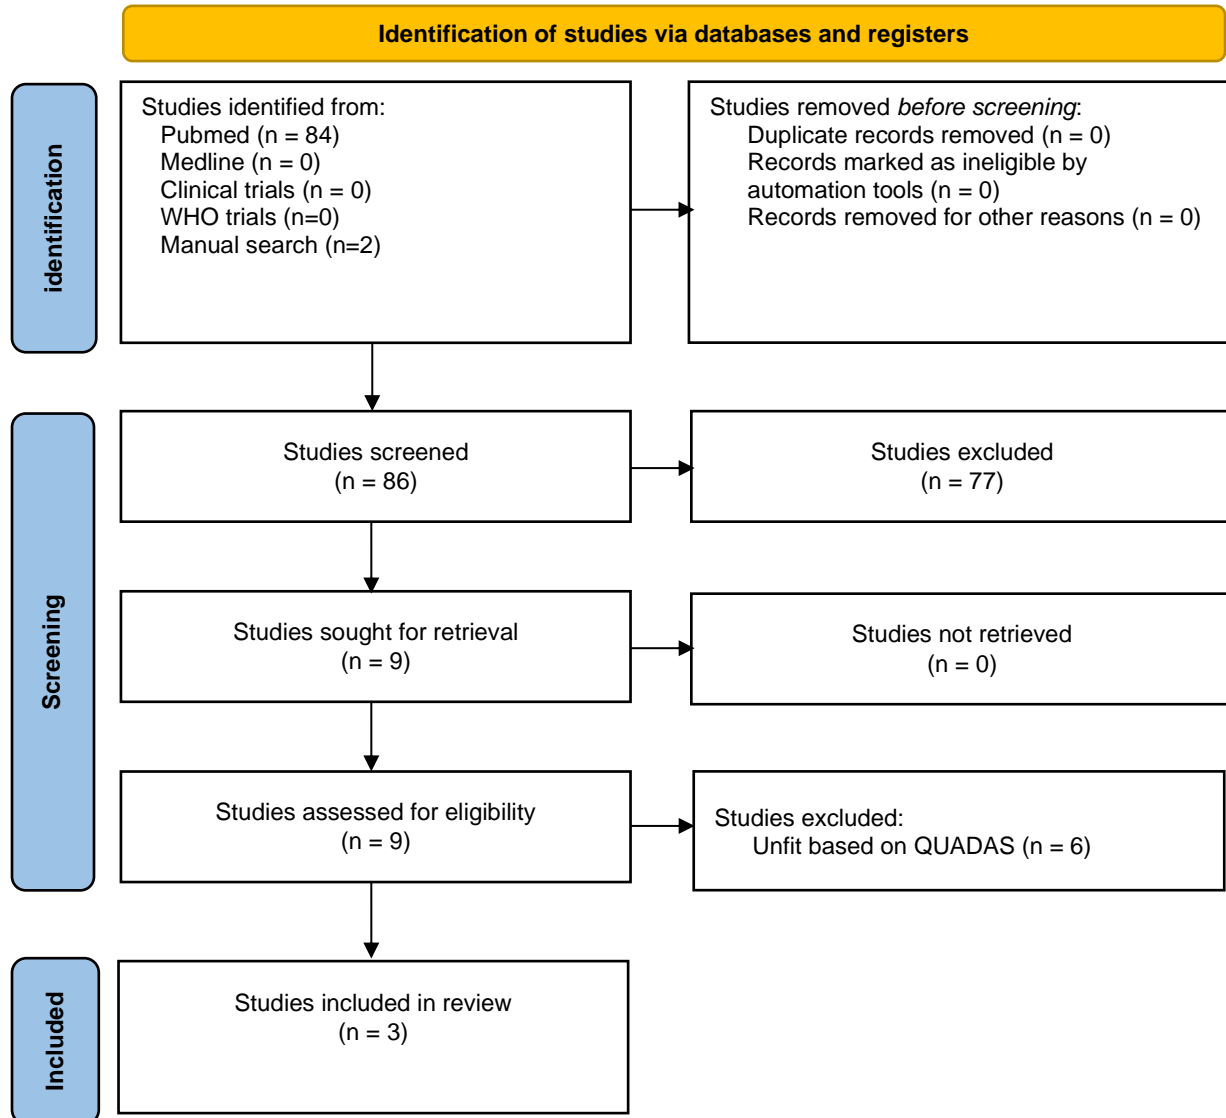 Identification of studies via databases and registers
identification
Studies identified from:
Pubmed (n = 84)
Medline (n = 0)
Clinical trials (n = 0)
WHO trials (n=0)
Manual search (n=2)
Studies removed before screening:
Duplicate records removed (n = 0)
Records marked as ineligible by
automation tools (n = 0)
Records removed for other reasons (n = 0)
Screening
Studies screened
(n = 86)
Studies excluded
(n = 77)
Studies sought for retrieval
(n = 9)
Studies not retrieved
(n = 0)
Studies assessed for eligibility
(n = 9)
Studies excluded:
Unfit based on QUADAS (n = 6)
Included
Studies included in review
(n = 3)